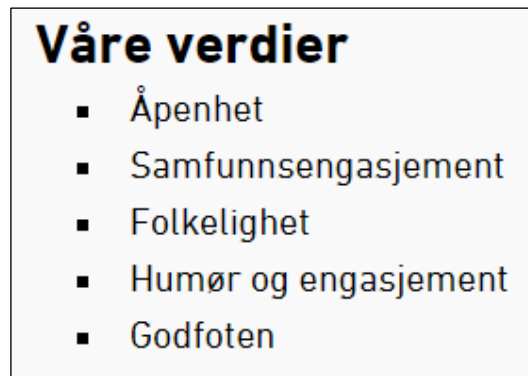 Våre verdier
▪ Åpenhet
▪ Samfunnsengasjement
▪ Folkelighet
▪ Humør og engasjement
▪ Godfoten